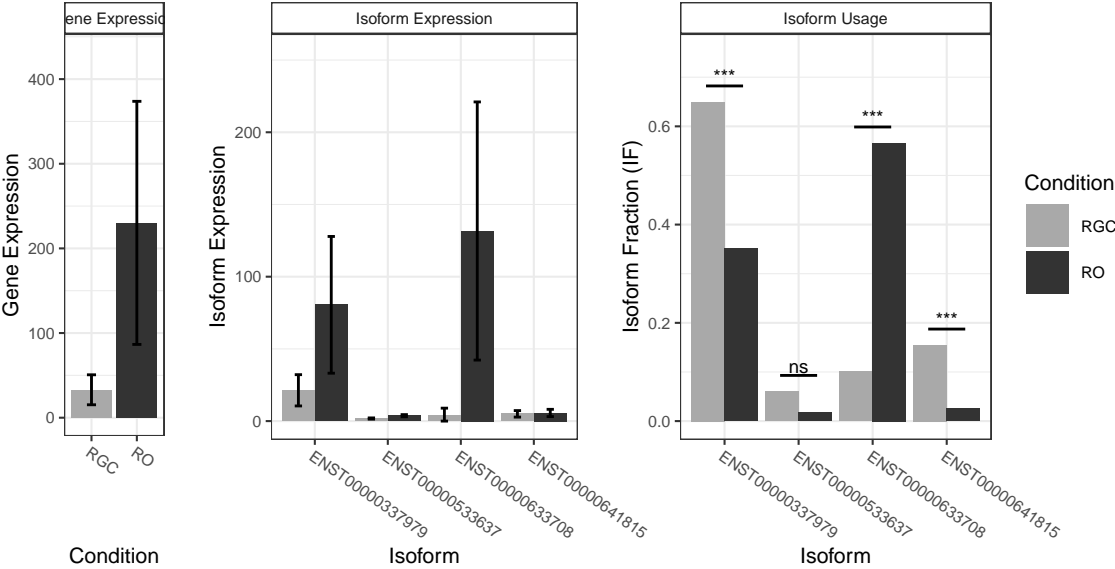 ene Expressio
Gene Expression
400
300
200
100
0
RGC
RO
Condition
Isoform Expression
Isoform Expression
200
100
0
ENST00000337979
ENST00000533637
ENST00000633708
ENST00000641815
Isoform
Isoform Usage
Isoform Fraction (IF)
0.6
0.4
0.2
0.0
***
ns
***
***
ENST00000337979
ENST00000533637
ENST00000633708
ENST00000641815
Isoform
Condition
RGC
RO